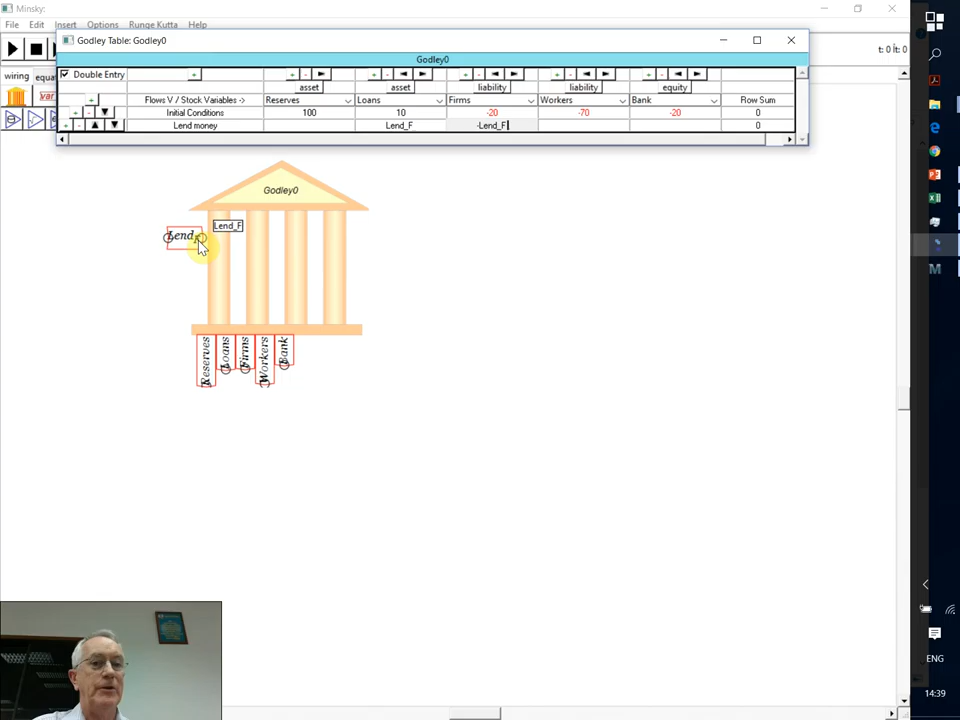 Minsky:
File Edit Insert Options Runge Kutta Help
Godley Table: Godley0
t: 0 Δt: 0
Godley0
wiring
Double Entry + + - ► + - ◄ ► + - ◄ ► + - ◄ ► + - ◄ ►
asset asset liability liability equity
+ Flows V / Stock Variables -> Reserves Loans Firms Workers Bank Row Sum
+ - ▼ Initial Conditions 100 10 -20 -70 -20 0
+ - ▲ ▼ Lend money Lend_F -Lend_F 0
Godley0
Lend_F
Reserves
Loans
Firms
Workers
Bank
ENG
14:39